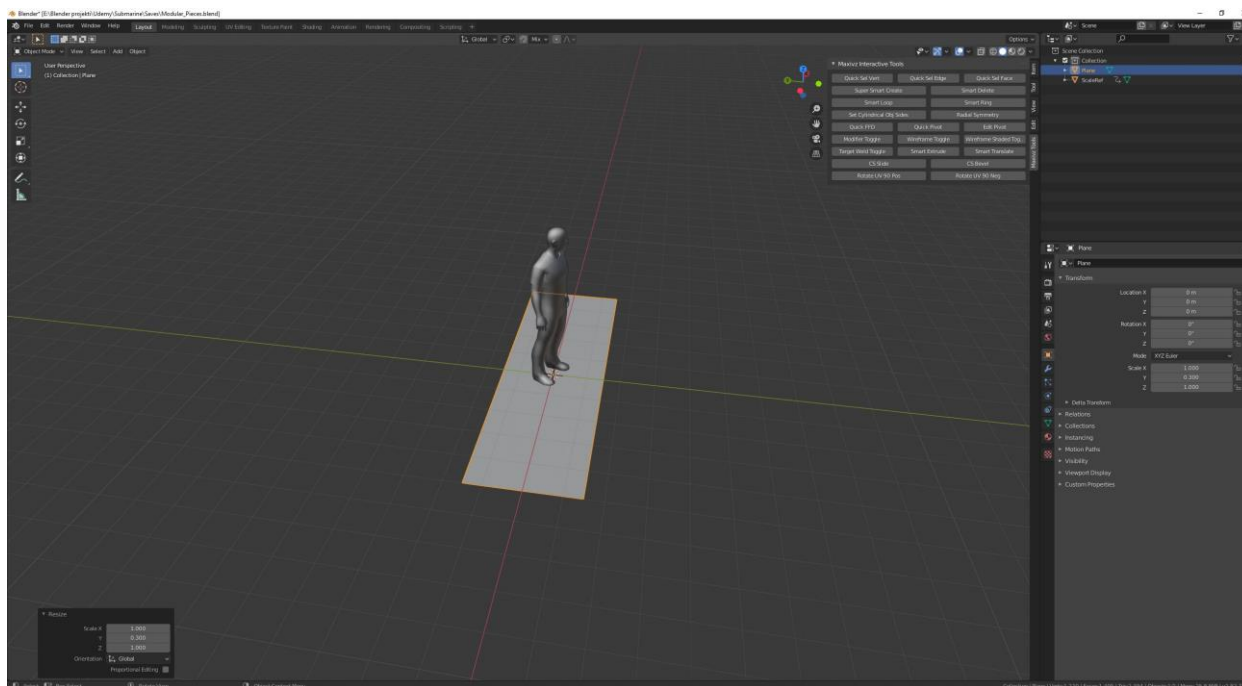 Blender* [E:\Blender projekti\Udemy\Submarine\Saves\Modular_Pieces.blend]
File Edit Render Window Help Layout Modeling Sculpting UV Editing Texture Paint Shading Animation Rendering Compositing Scripting + Scene View Layer
Global Mix Options
Object Mode View Select Add Object
User Perspective
(1) Collection | Plane
Scene Collection
Collection
Plane
ScaleRef
Maxivz Interactive Tools
Quick Sel Vert Quick Sel Edge Quick Sel Face
Super Smart Create Smart Delete
Smart Loop Smart Ring
Set Cylindrical Obj Sides Radial Symmetry
Quick FFD Quick Pivot Edit Pivot
Modifier Toggle Wireframe Toggle Wireframe Shaded Tog
Target Weld Toggle Smart Extrude Smart Translate
CS Slide CS Bevel
Rotate UV 90 Pos Rotate UV 90 Neg
Item
Tool
View
Edit
Maxivz Tools
Plane
Plane
Transform
Location X 0 m
Y 0 m
Z 0 m
Rotation X 0°
Y 0°
Z 0°
Mode XYZ Euler
Scale X 1.000
Y 0.300
Z 1.000
Delta Transform
Relations
Collections
Instancing
Motion Paths
Visibility
Viewport Display
Custom Properties
Resize
Scale X 1.000
Y 0.300
Z 1.000
Orientation Global
Proportional Editing